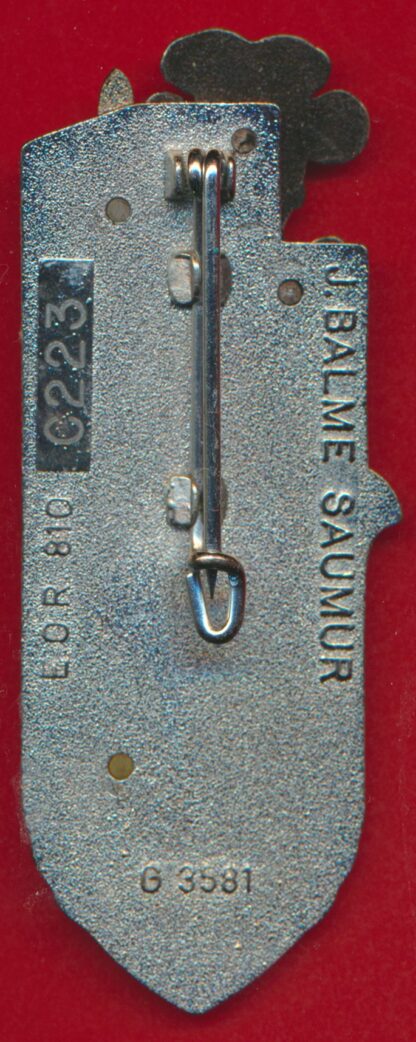 J. BALME SAUMUR
0223
E.O.R. 810
G 3581